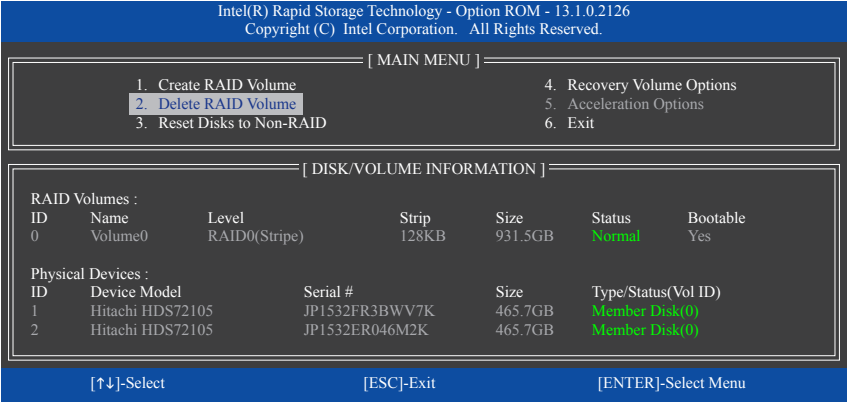 Intel(R) Rapid Storage Technology - Option ROM - 13.1.0.2126
Copyright (C) Intel Corporation. All Rights Reserved.
[ MAIN MENU ]
1. Create RAID Volume 4. Recovery Volume Options
2. Delete RAID Volume 5. Acceleration Options
3. Reset Disks to Non-RAID 6. Exit
[ DISK/VOLUME INFORMATION ]
RAID Volumes :
ID Name Level Strip Size Status Bootable
0 Volume0 RAID0(Stripe) 128KB 931.5GB Normal Yes
Physical Devices :
ID Device Model Serial # Size Type/Status(Vol ID)
1 Hitachi HDS72105 JP1532FR3BWV7K 465.7GB Member Disk(0)
2 Hitachi HDS72105 JP1532ER046M2K 465.7GB Member Disk(0)
[↑↓]-Select [ESC]-Exit [ENTER]-Select Menu